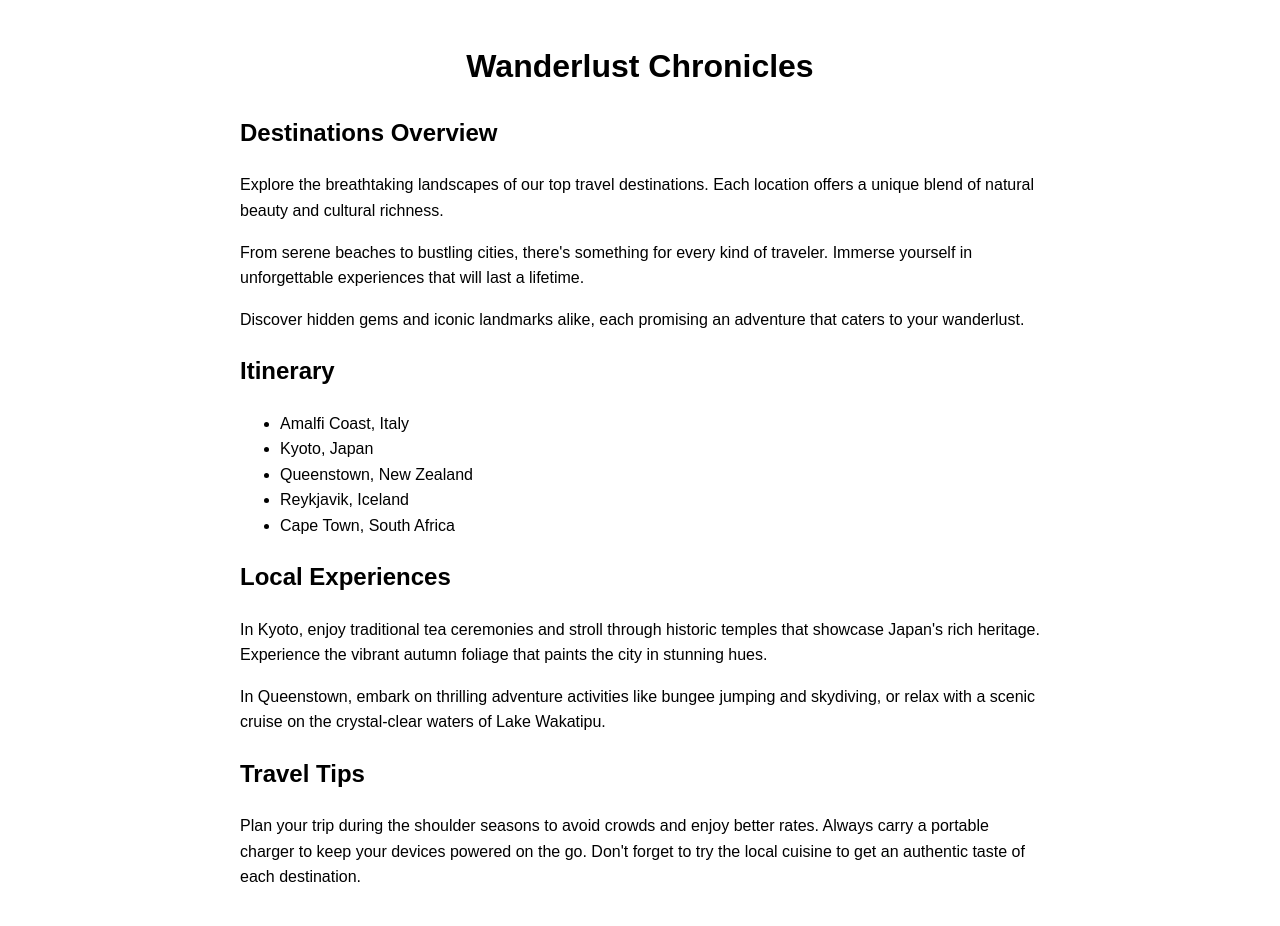 Wanderlust Chronicles
Destinations Overview
Explore the breathtaking landscapes of our top travel destinations. Each location offers a unique blend of natural
beauty and cultural richness.
From serene beaches to bustling cities, there's something for every kind of traveler. Immerse yourself in
unforgettable experiences that will last a lifetime.
Discover hidden gems and iconic landmarks alike, each promising an adventure that caters to your wanderlust.
Itinerary
• Amalfi Coast, Italy
• Kyoto, Japan
• Queenstown, New Zealand
• Reykjavik, Iceland
• Cape Town, South Africa
Local Experiences
In Kyoto, enjoy traditional tea ceremonies and stroll through historic temples that showcase Japan's rich heritage.
Experience the vibrant autumn foliage that paints the city in stunning hues.
In Queenstown, embark on thrilling adventure activities like bungee jumping and skydiving, or relax with a scenic
cruise on the crystal-clear waters of Lake Wakatipu.
Travel Tips
Plan your trip during the shoulder seasons to avoid crowds and enjoy better rates. Always carry a portable
charger to keep your devices powered on the go. Don't forget to try the local cuisine to get an authentic taste of
each destination.